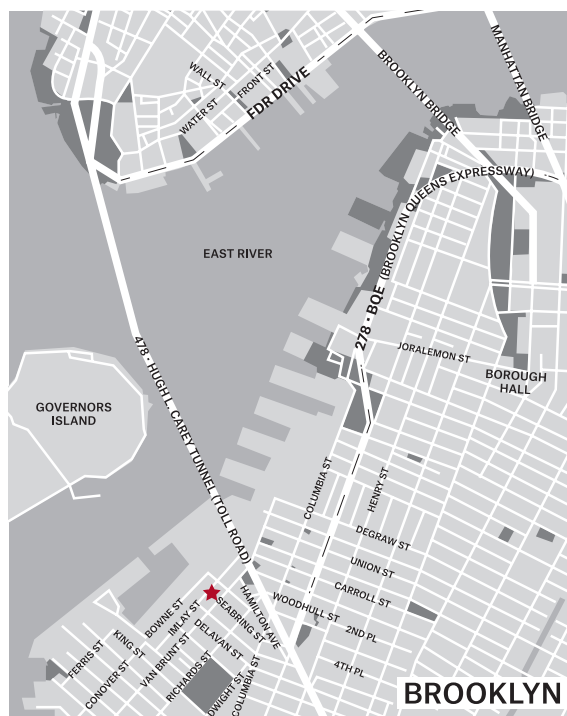 WALL ST
FRONT ST
WATER ST
FDR DRIVE
BROOKLYN BRIDGE
MANHATTAN BRIDGE
278 • BQE (BROOKLYN QUEENS EXPRESSWAY)
EAST RIVER
478 • HUGH L. CAREY TUNNEL (TOLL ROAD)
JORALEMON ST
BOROUGH
HALL
GOVERNORS
ISLAND
COLUMBIA ST
HENRY ST
DEGRAW ST
UNION ST
CARROLL ST
WOODHULL ST
2ND PL
4TH PL
HAMILTON AVE
SEABRING ST
BOWNE ST
IMLAY ST
DELAVAN ST
KING ST
VAN BRUNT ST
FERRIS ST
CONOVER ST
RICHARDS ST
DWIGHT ST
COLUMBIA ST
BROOKLYN